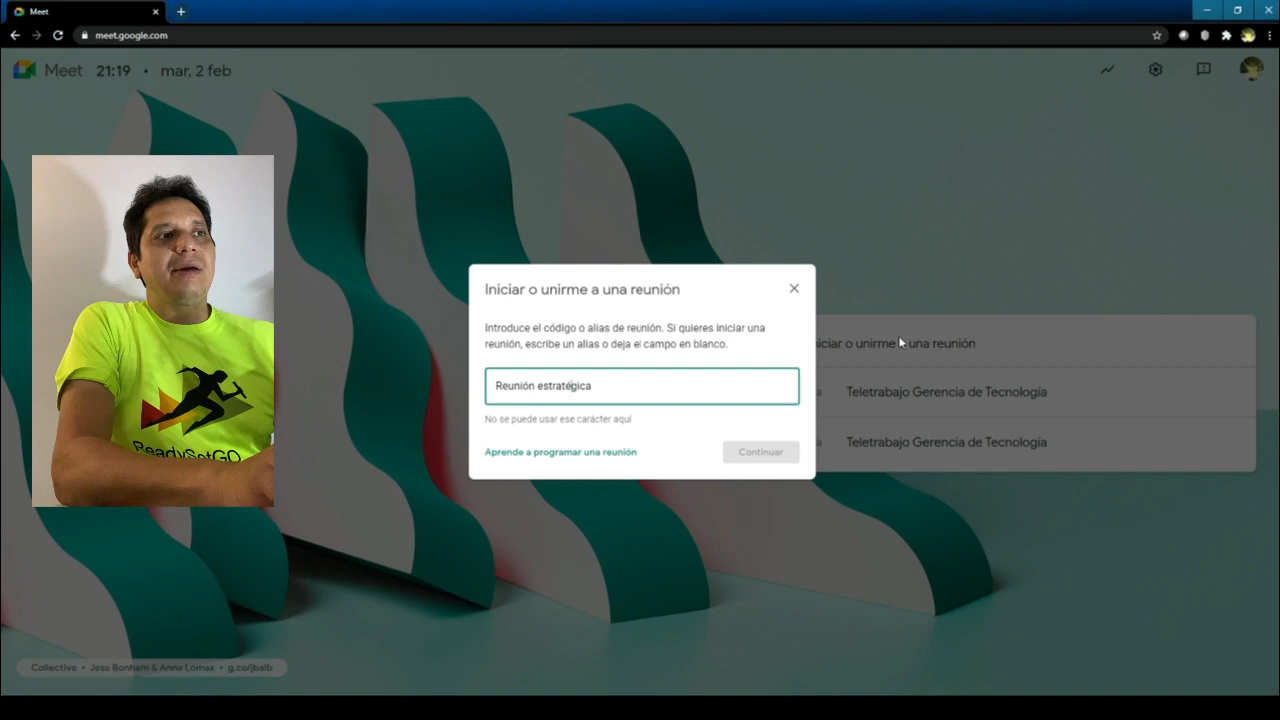 Meet
meet.google.com
Meet 21:19 • mar, 2 feb
ReadySetGO
Iniciar o unirme a una reunión
Introduce el código o alias de reunión. Si quieres iniciar una
reunión, escribe un alias o deja el campo en blanco.
Reunión estratégica
No se puede usar ese carácter aquí
Aprende a programar una reunión
Continuar
niciar o unirme a una reunión
Teletrabajo Gerencia de Tecnología
Teletrabajo Gerencia de Tecnología
Collective • Jess Bonham & Anne Lomax • g.co/jbalb